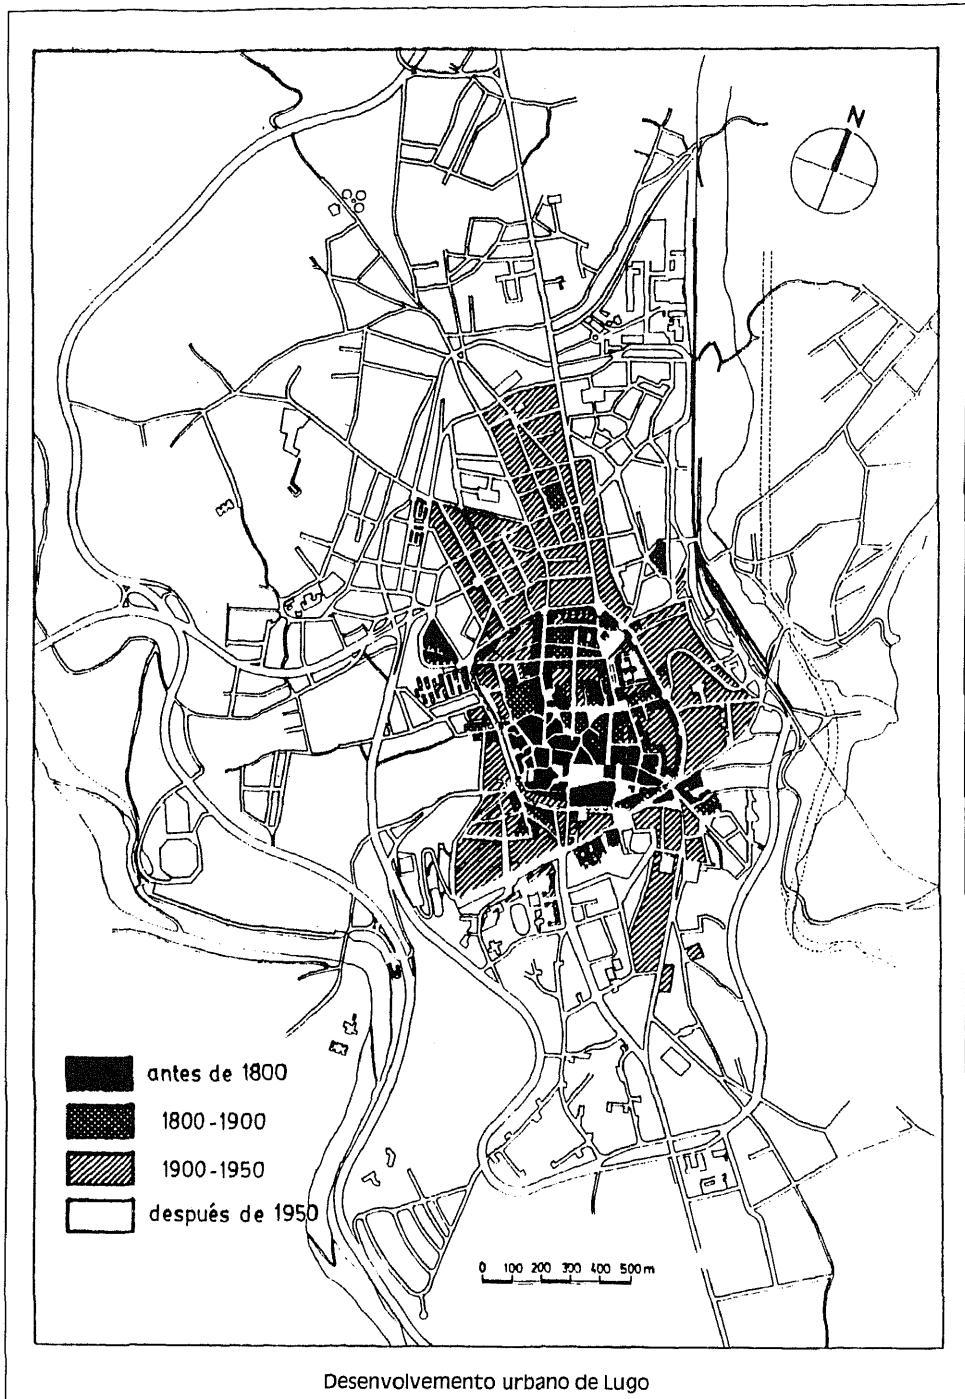 N
antes de 1800
1800-1900
1900-1950
después de 1950
0 100 200 300 400 500m
Desenvolvemento urbano de Lugo